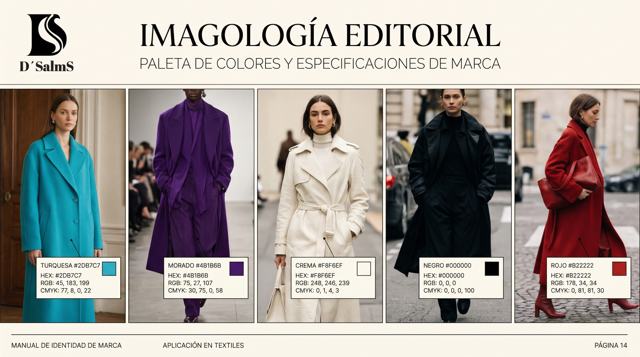 D´SalmS
IMAGOLOGÍA EDITORIAL
PALETA DE COLORES Y ESPECIFICACIONES DE MARCA
TURQUESA #2DB7C7
HEX: #2DB7C7
RGB: 45, 183, 199
CMYK: 77, 8, 0, 22
MORADO #4B1B6B
HEX: #4B1B6B
RGB: 75, 27, 107
CMYK: 30, 75, 0, 58
CREMA #F8F6EF
HEX: #F8F6EF
RGB: 248, 246, 239
CMYK: 0, 1, 4, 3
NEGRO #000000
HEX: #000000
RGB: 0, 0, 0
CMYK: 0, 0, 0, 100
ROJO #B22222
HEX: #B22222
RGB: 178, 34, 34
CMYK: 0, 81, 81, 30
MANUAL DE IDENTIDAD DE MARCA
APLICACIÓN EN TEXTILES
PÁGINA 14